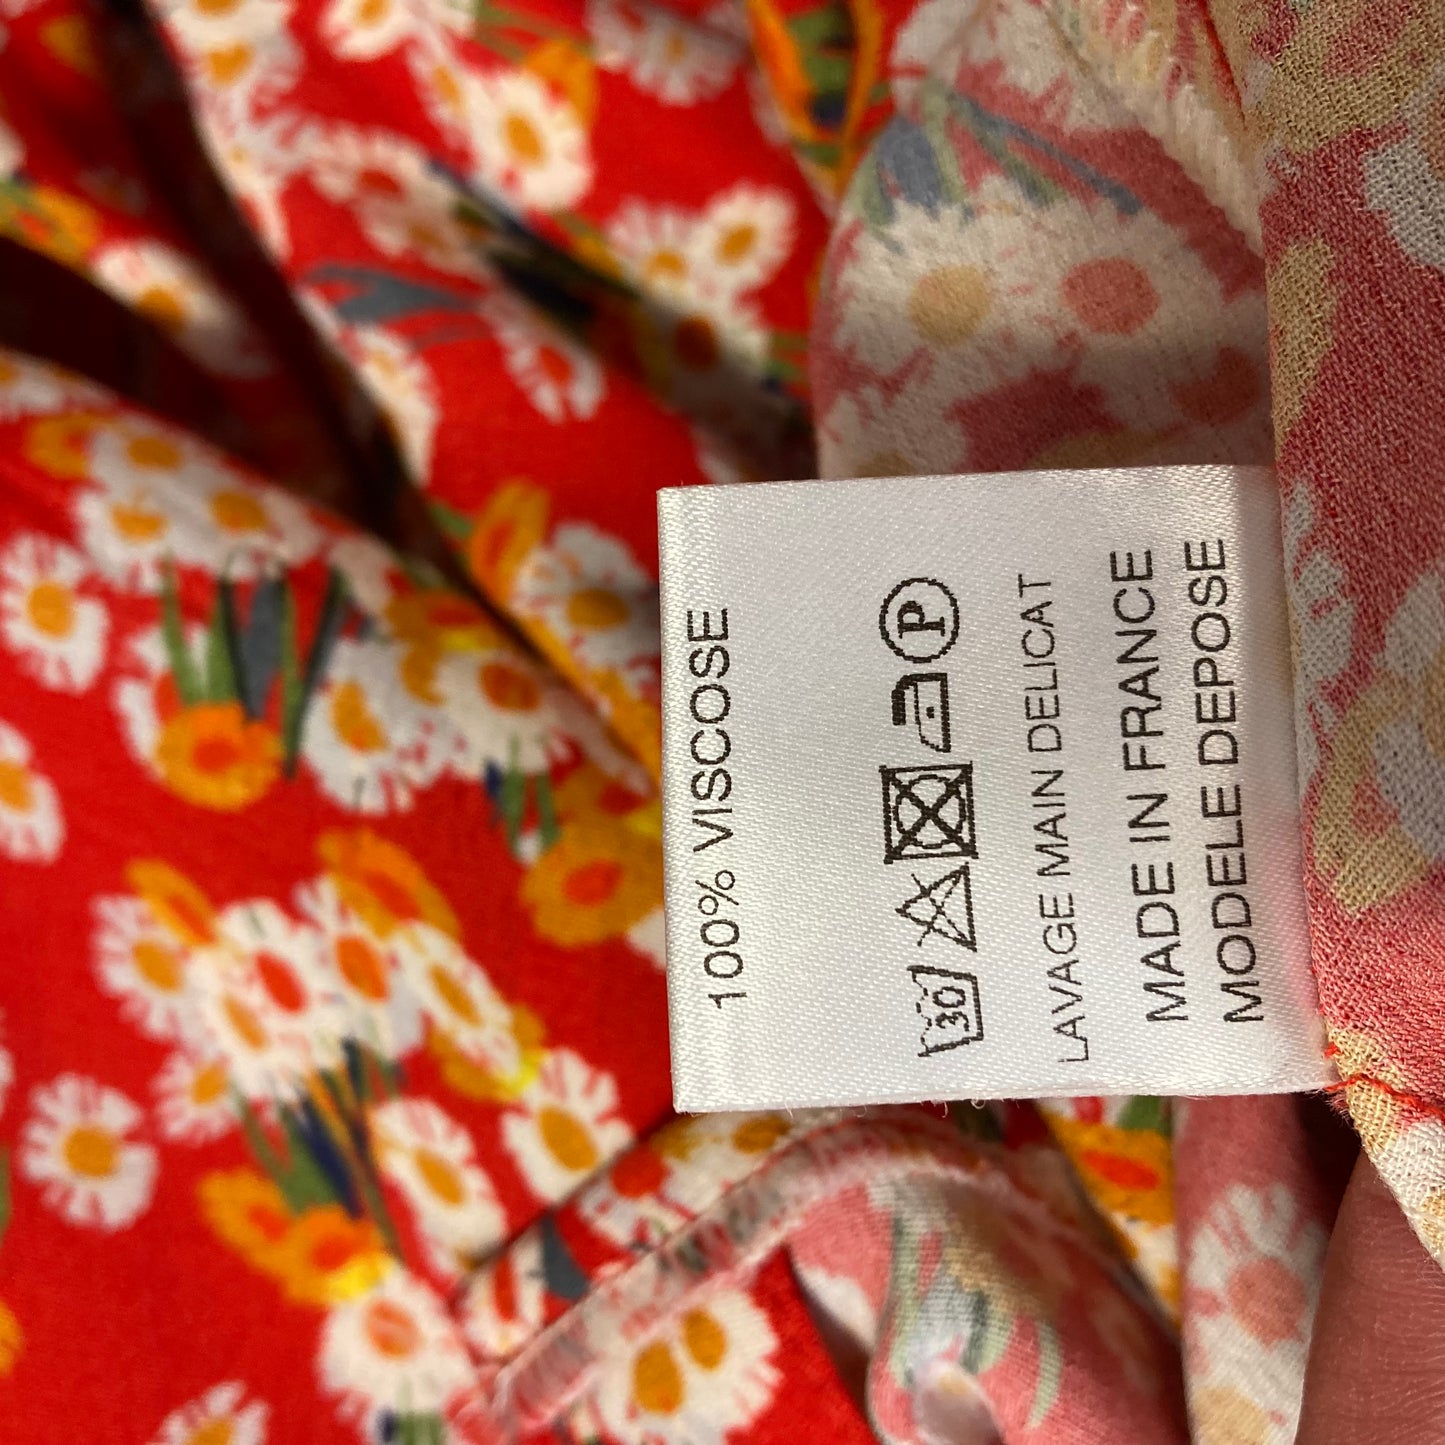 100% VISCOSE
30 P
LAVAGE MAIN DELICAT
MADE IN FRANCE
MODELE DEPOSE